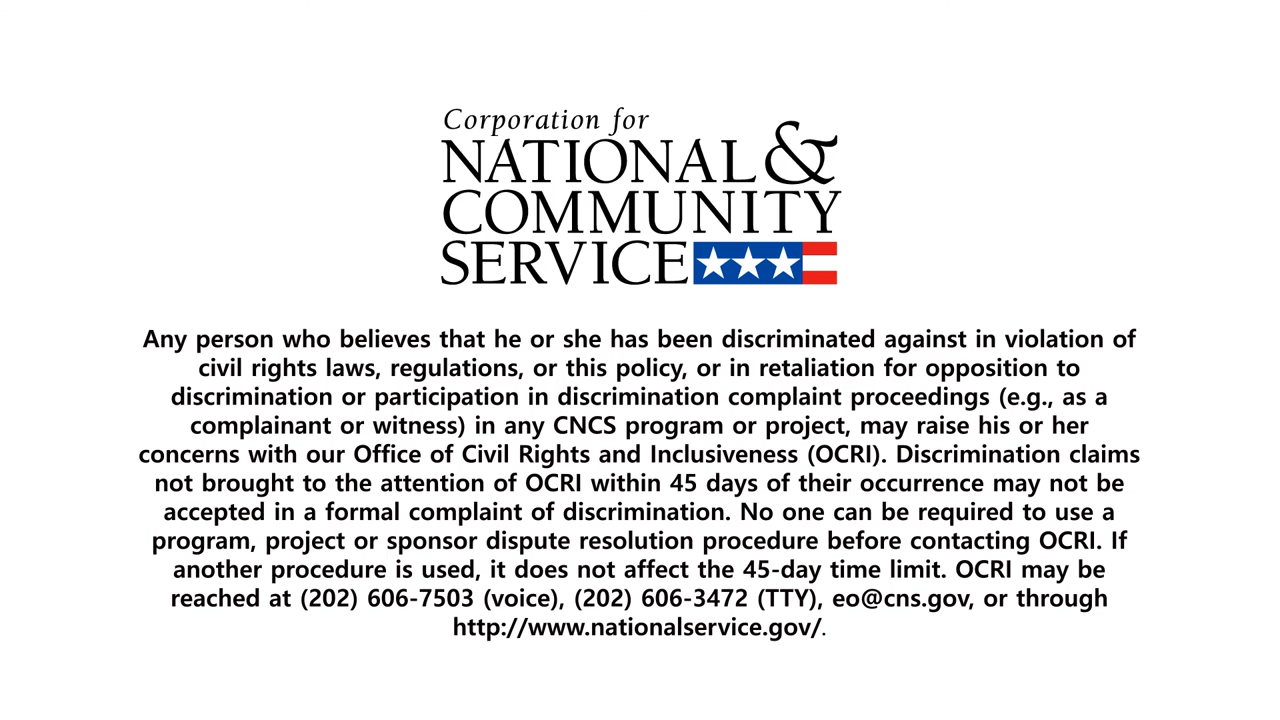 Corporation for
NATIONAL &
COMMUNITY
SERVICE
Any person who believes that he or she has been discriminated against in violation of
civil rights laws, regulations, or this policy, or in retaliation for opposition to
discrimination or participation in discrimination complaint proceedings (e.g., as a
complainant or witness) in any CNCS program or project, may raise his or her
concerns with our Office of Civil Rights and Inclusiveness (OCRI). Discrimination claims
not brought to the attention of OCRI within 45 days of their occurrence may not be
accepted in a formal complaint of discrimination. No one can be required to use a
program, project or sponsor dispute resolution procedure before contacting OCRI. If
another procedure is used, it does not affect the 45-day time limit. OCRI may be
reached at (202) 606-7503 (voice), (202) 606-3472 (TTY), eo@cns.gov, or through
http://www.nationalservice.gov/.